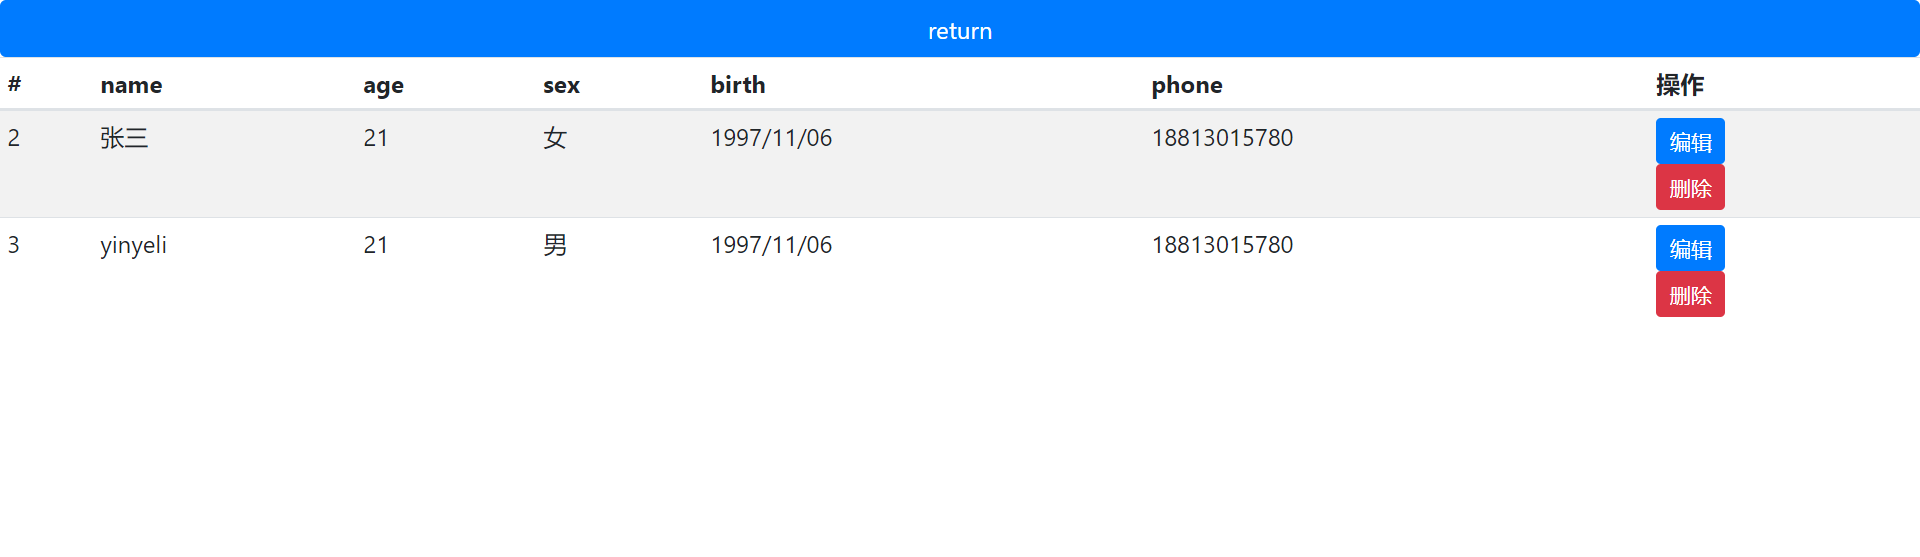 return
# name age sex birth phone 操作
2 张三 21 女 1997/11/06 18813015780 编辑
删除
3 yinyeli 21 男 1997/11/06 18813015780 编辑
删除